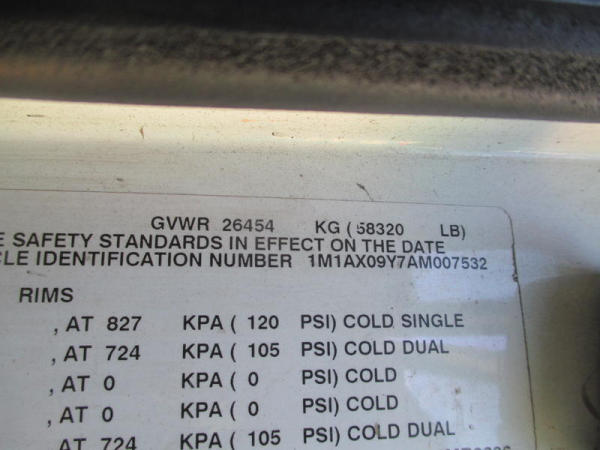 GVWR 26454 KG (58320 LB)
E SAFETY STANDARDS IN EFFECT ON THE DATE
CLE IDENTIFICATION NUMBER 1M1AX09Y7AM007532
RIMS
, AT 827 KPA ( 120 PSI) COLD SINGLE
, AT 724 KPA ( 105 PSI) COLD DUAL
, AT 0 KPA ( 0 PSI) COLD
, AT 0 KPA ( 0 PSI) COLD
, AT 724 KPA ( 105 PSI) COLD DUAL